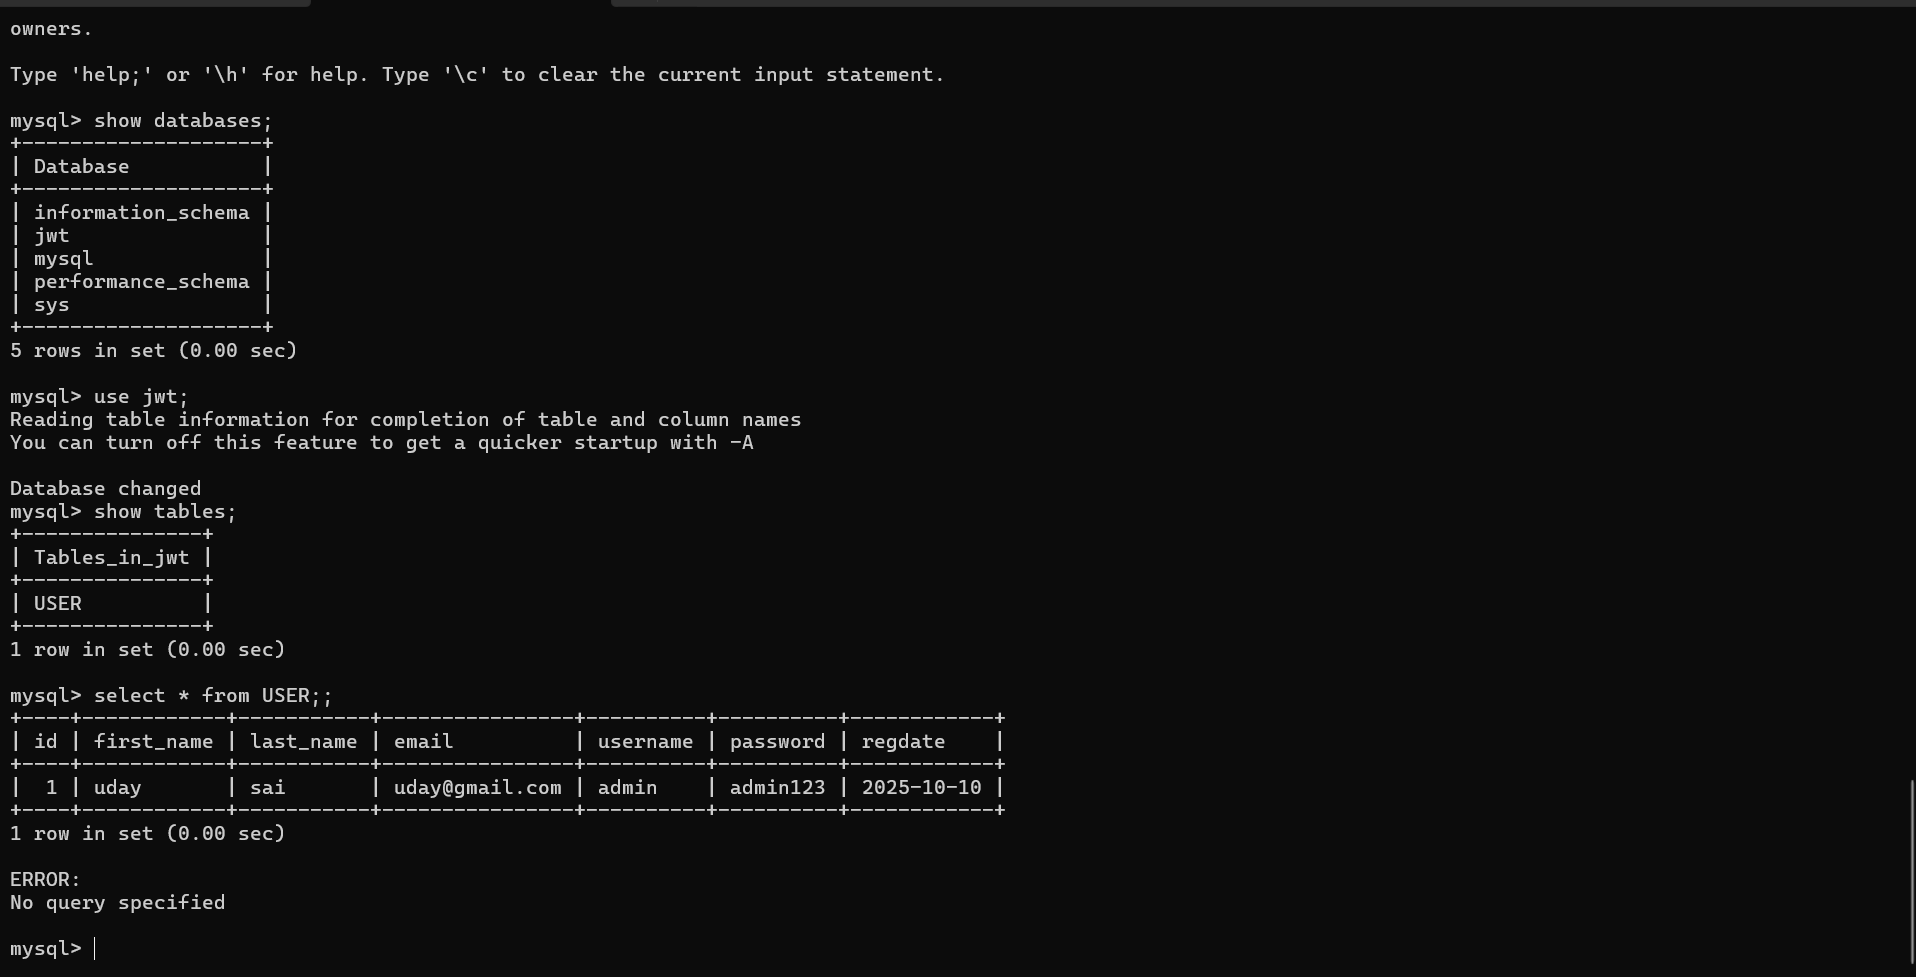 owners.
Type 'help;' or '\h' for help. Type '\c' to clear the current input statement.
mysql> show databases;
+--------------------+
| Database           |
+--------------------+
| information_schema |
| jwt                |
| mysql              |
| performance_schema |
| sys                |
+--------------------+
5 rows in set (0.00 sec)
mysql> use jwt;
Reading table information for completion of table and column names
You can turn off this feature to get a quicker startup with -A
Database changed
mysql> show tables;
+---------------+
| Tables_in_jwt |
+---------------+
| USER          |
+---------------+
1 row in set (0.00 sec)
mysql> select * from USER;;
+----+------------+-----------+----------------+----------+----------+------------+
| id | first_name | last_name | email          | username | password | regdate    |
+----+------------+-----------+----------------+----------+----------+------------+
|  1 | uday       | sai       | uday@gmail.com | admin    | admin123 | 2025-10-10 |
+----+------------+-----------+----------------+----------+----------+------------+
1 row in set (0.00 sec)
ERROR:
No query specified
mysql>